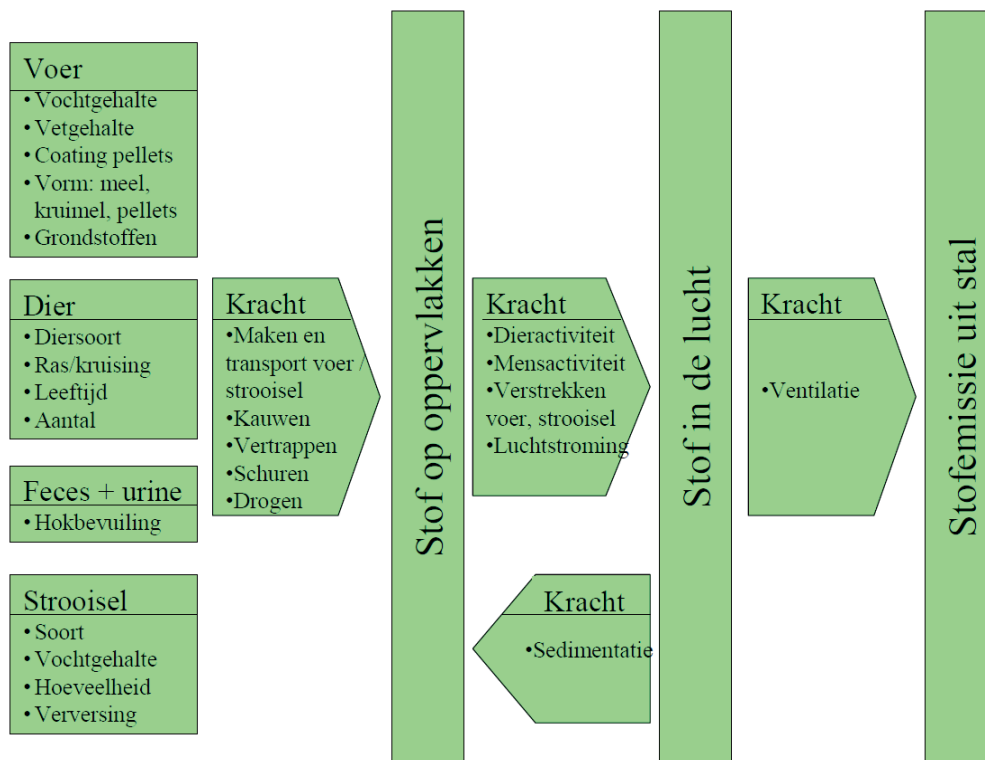 Voer
• Vochtgehalte
• Vetgehalte
• Coating pellets
• Vorm: meel,
kruimel, pellets
• Grondstoffen
Dier
• Diersoort
• Ras/kruising
• Leeftijd
• Aantal
Feces + urine
• Hokbevuiling
Strooisel
• Soort
• Vochtgehalte
• Hoeveelheid
• Verversing
Kracht
•Maken en
transport voer /
strooisel
•Kauwen
•Vertrappen
•Schuren
•Drogen
Stof op oppervlakken
Kracht
•Dieractiviteit
•Mensactiviteit
•Verstrekken
voer, strooisel
•Luchtstroming
Kracht
•Sedimentatie
Stof in de lucht
Kracht
•Ventilatie
Stofemissie uit stal